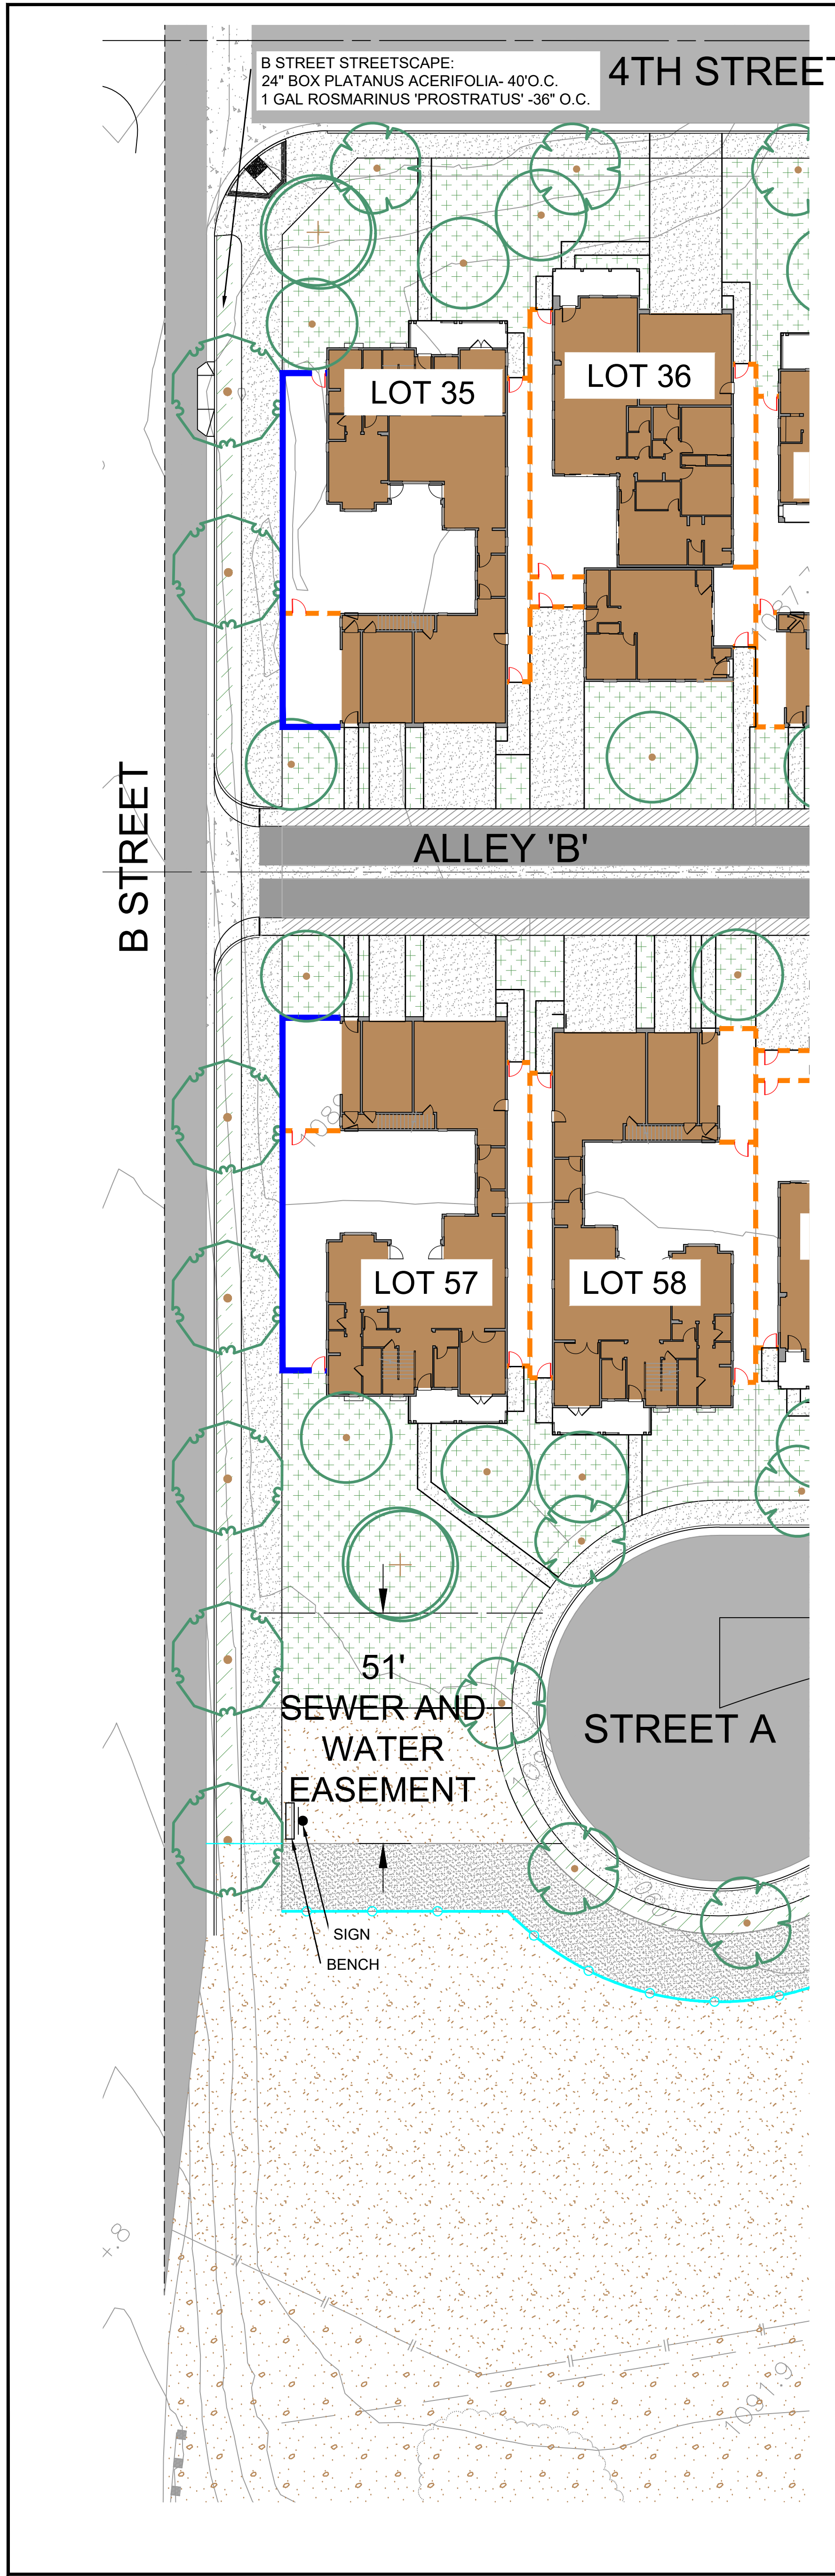 B STREET STREETSCAPE:
24" BOX PLATANUS ACERIFOLIA- 40'O.C.
1 GAL ROSMARINUS 'PROSTRATUS' -36" O.C.
4TH STREET
LOT 35
LOT 36
B STREET
ALLEY 'B'
LOT 57
LOT 58
51'
SEWER AND
WATER
EASEMENT
STREET A
SIGN
BENCH